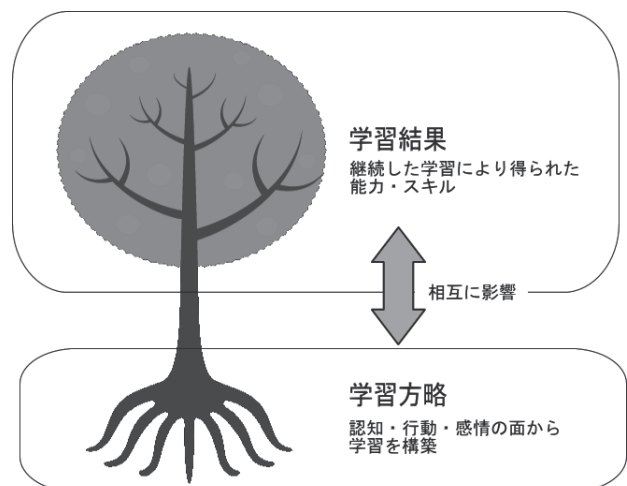 学習結果
継続した学習により得られた
能力・スキル
相互に影響
学習方略
認知・行動・感情の面から
学習を構築